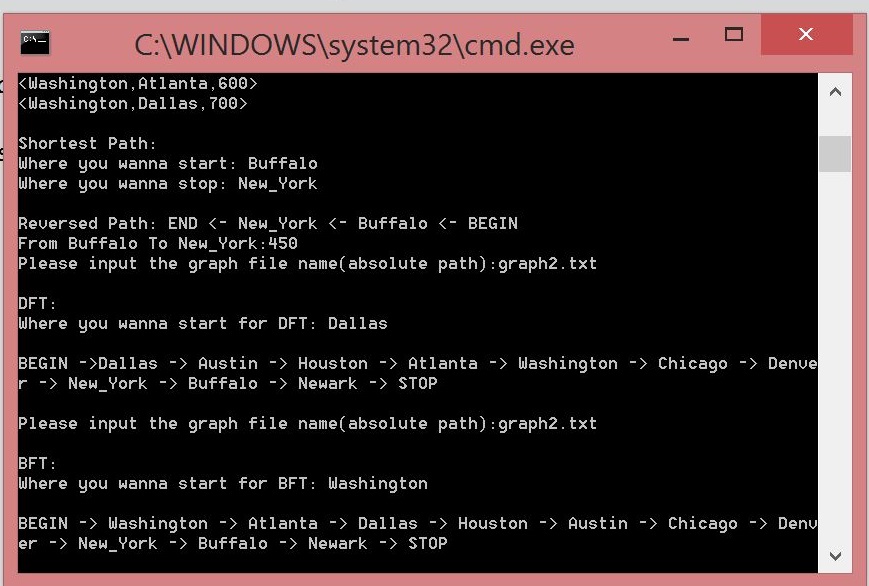 C:\WINDOWS\system32\cmd.exe
<Washington,Atlanta,600>
<Washington,Dallas,700>
Shortest Path:
Where you wanna start: Buffalo
Where you wanna stop: New_York
Reversed Path: END <- New_York <- Buffalo <- BEGIN
From Buffalo To New_York:450
Please input the graph file name(absolute path):graph2.txt
DFT:
Where you wanna start for DFT: Dallas
BEGIN ->Dallas -> Austin -> Houston -> Atlanta -> Washington -> Chicago -> Denve
r -> New_York -> Buffalo -> Newark -> STOP
Please input the graph file name(absolute path):graph2.txt
BFT:
Where you wanna start for BFT: Washington
BEGIN -> Washington -> Atlanta -> Dallas -> Houston -> Austin -> Chicago -> Denv
er -> New_York -> Buffalo -> Newark -> STOP